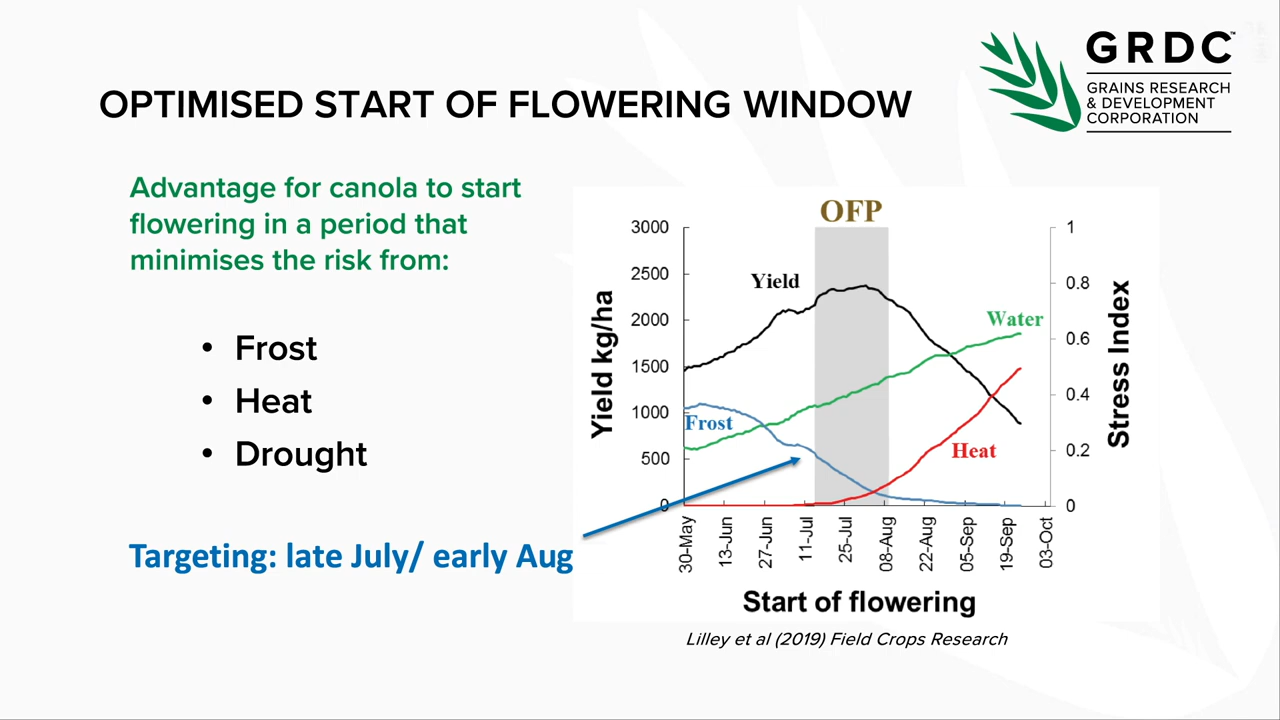 GRDC™
GRAINS RESEARCH
& DEVELOPMENT
CORPORATION
OPTIMISED START OF FLOWERING WINDOW
Advantage for canola to start
flowering in a period that
minimises the risk from:
• Frost
• Heat
• Drought
Targeting: late July/ early Aug
OFP
3000
2500
2000
1500
1000
500
0
Yield kg/ha
Yield
Water
Frost
Heat
1
0.8
0.6
0.4
0.2
0
Stress Index
30-May
13-Jun
27-Jun
11-Jul
25-Jul
08-Aug
22-Aug
05-Sep
19-Sep
03-Oct
Start of flowering
Lilley et al (2019) Field Crops Research